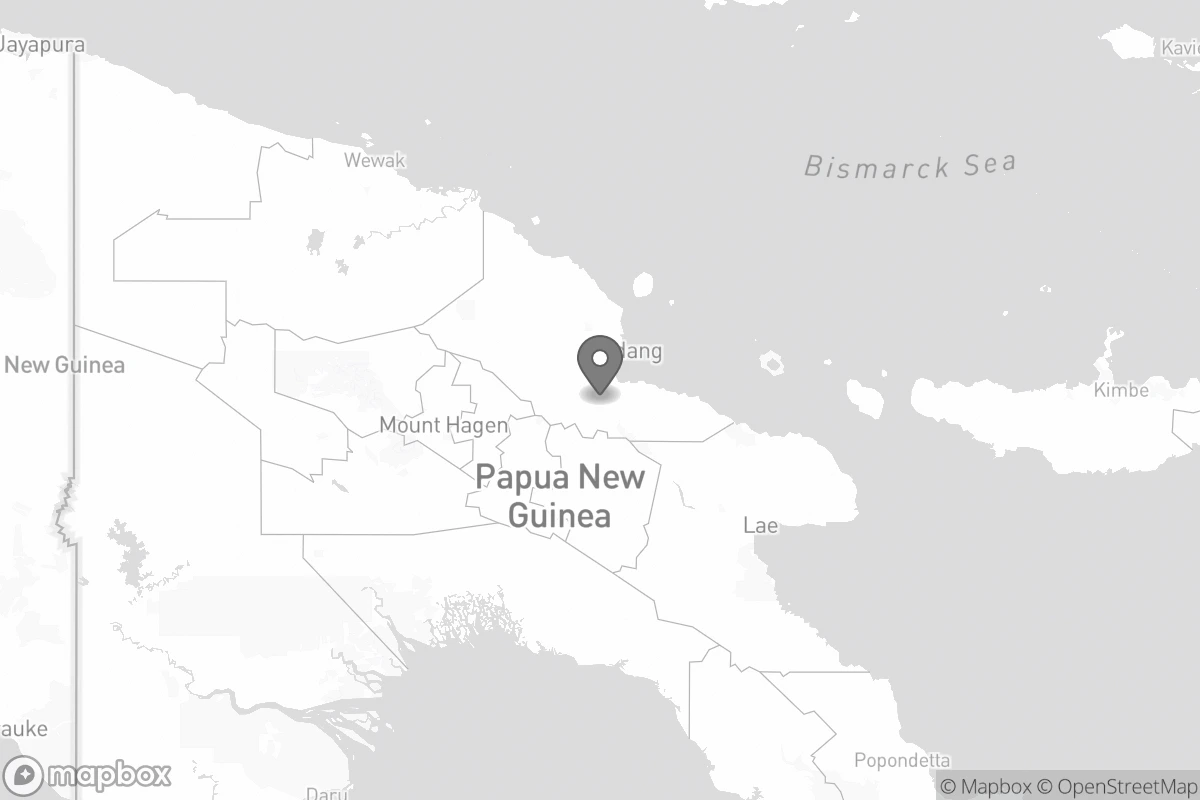 Jayapura
Kavie
Wewak
Bismarck Sea
dang
New Guinea
Kimbe
Mount Hagen
Papua New
Guinea
Lae
auke
Popondetta
Daru
mapbox
© Mapbox © OpenStreetMap